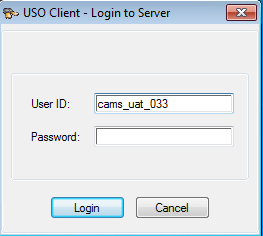 USO Client - Login to Server
User ID: cams_uat_033
Password:
Login Cancel